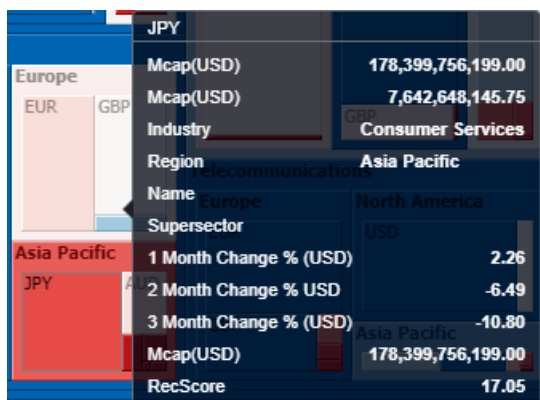 JPY
Mcap(USD) 178,399,756,199.00
Mcap(USD) 7,642,648,145.75
Industry Consumer Services
Region Asia Pacific
Name
Supersector
1 Month Change % (USD) 2.26
2 Month Change % USD -6.49
3 Month Change % (USD) -10.80
Mcap(USD) 178,399,756,199.00
RecScore 17.05
Europe
EUR GBP
Asia Pacific
JPY AUD
GBP
Telecommunications
Europe North America
USD
Asia Pacific